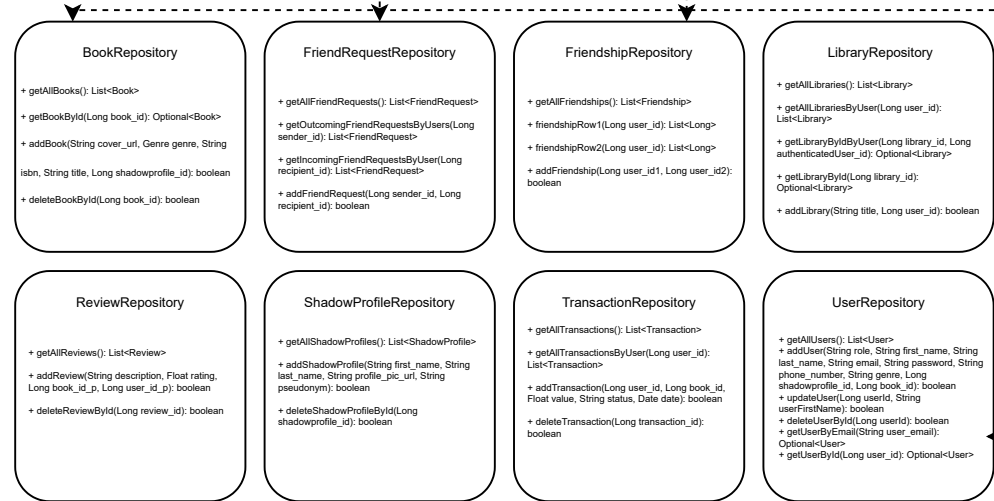 BookRepository
+ getAllBooks(): List<Book>
+ getBookById(Long book_id): Optional<Book>
+ addBook(String cover_url, Genre genre, String
isbn, String title, Long shadowprofile_id): boolean
+ deleteBookById(Long book_id): boolean
FriendRequestRepository
+ getAllFriendRequests(): List<FriendRequest>
+ getOutcomingFriendRequestsByUsers(Long
sender_id): List<FriendRequest>
+ getIncomingFriendRequestsByUser(Long
recipient_id): List<FriendRequest>
+ addFriendRequest(Long sender_id, Long
recipient_id): boolean
FriendshipRepository
+ getAllFriendships(): List<Friendship>
+ friendshipRow1(Long user_id): List<Long>
+ friendshipRow2(Long user_id): List<Long>
+ addFriendship(Long user_id1, Long user_id2):
boolean
LibraryRepository
+ getAllLibraries(): List<Library>
+ getAllLibrariesByUser(Long user_id):
List<Library>
+ getLibraryByIdByUser(Long library_id, Long
authenticatedUser_id): Optional<Library>
+ getLibraryById(Long library_id):
Optional<Library>
+ addLibrary(String title, Long user_id): boolean
ReviewRepository
+ getAllReviews(): List<Review>
+ addReview(String description, Float rating,
Long book_id_p, Long user_id_p): boolean
+ deleteReviewById(Long review_id): boolean
ShadowProfileRepository
+ getAllShadowProfiles(): List<ShadowProfile>
+ addShadowProfile(String first_name, String
last_name, String profile_pic_url, String
pseudonym): boolean
+ deleteShadowProfileById(Long
shadowprofile_id): boolean
TransactionRepository
+ getAllTransactions(): List<Transaction>
+ getAllTransactionsByUser(Long user_id):
List<Transaction>
+ addTransaction(Long user_id, Long book_id,
Float value, String status, Date date): boolean
+ deleteTransaction(Long transaction_id):
boolean
UserRepository
+ getAllUsers(): List<User>
+ addUser(String role, String first_name, String
last_name, String email, String password, String
phone_number, String genre, Long
shadowprofile_id, Long book_id): boolean
+ updateUser(Long userId, String
userFirstName): boolean
+ deleteUserById(Long userId): boolean
+ getUserByEmail(String user_email):
Optional<User>
+ getUserById(Long user_id): Optional<User>